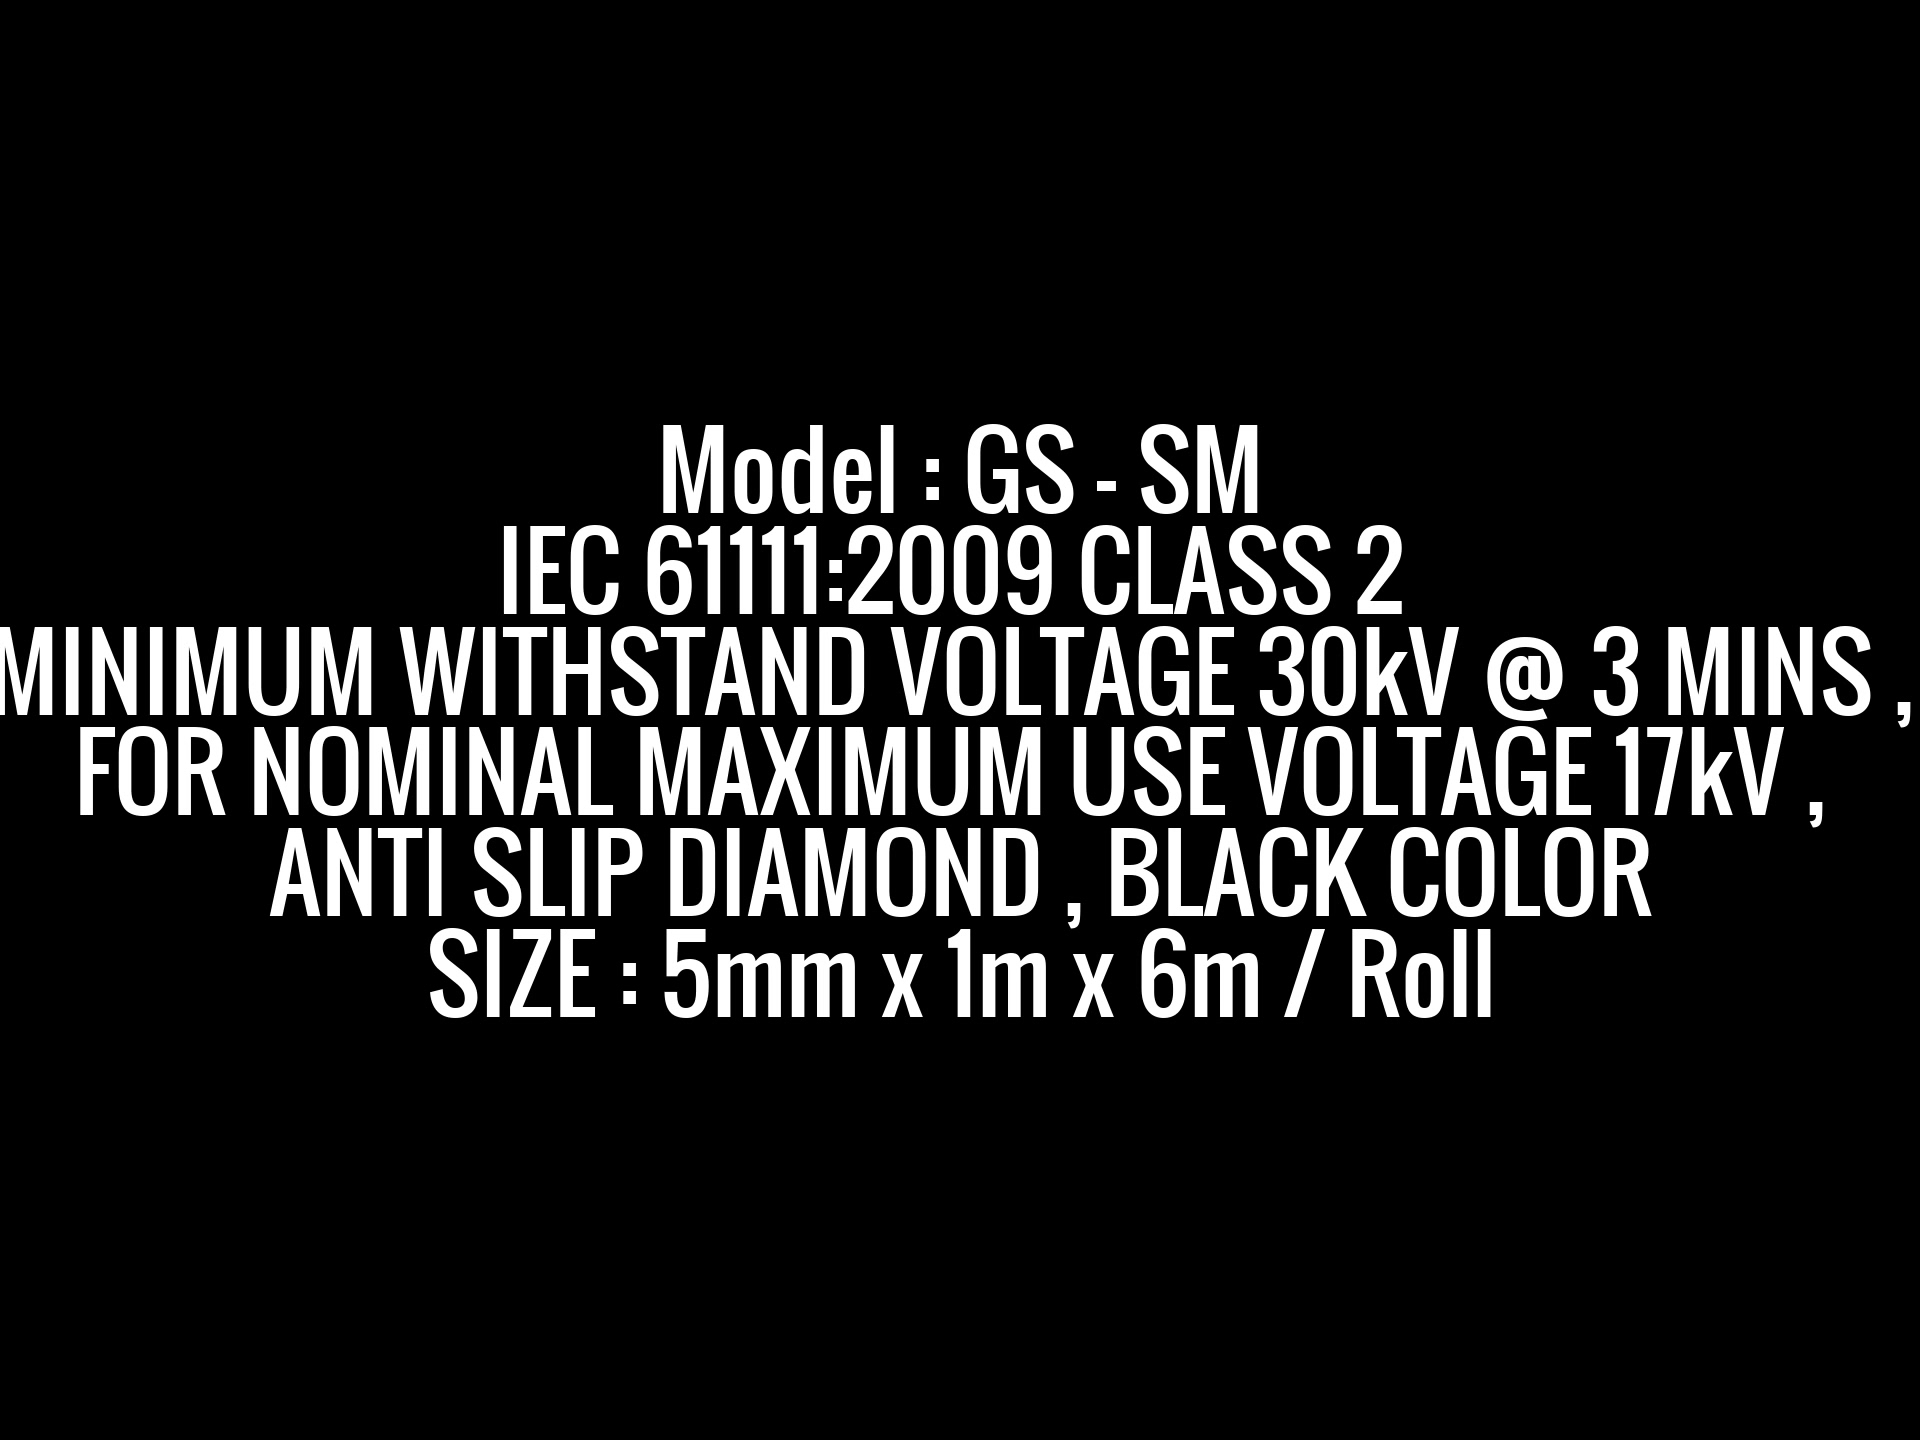 Model : GS - SM
IEC 61111:2009 CLASS 2
MINIMUM WITHSTAND VOLTAGE 30kV @ 3 MINS ,
FOR NOMINAL MAXIMUM USE VOLTAGE 17kV ,
ANTI SLIP DIAMOND , BLACK COLOR
SIZE : 5mm x 1m x 6m / Roll